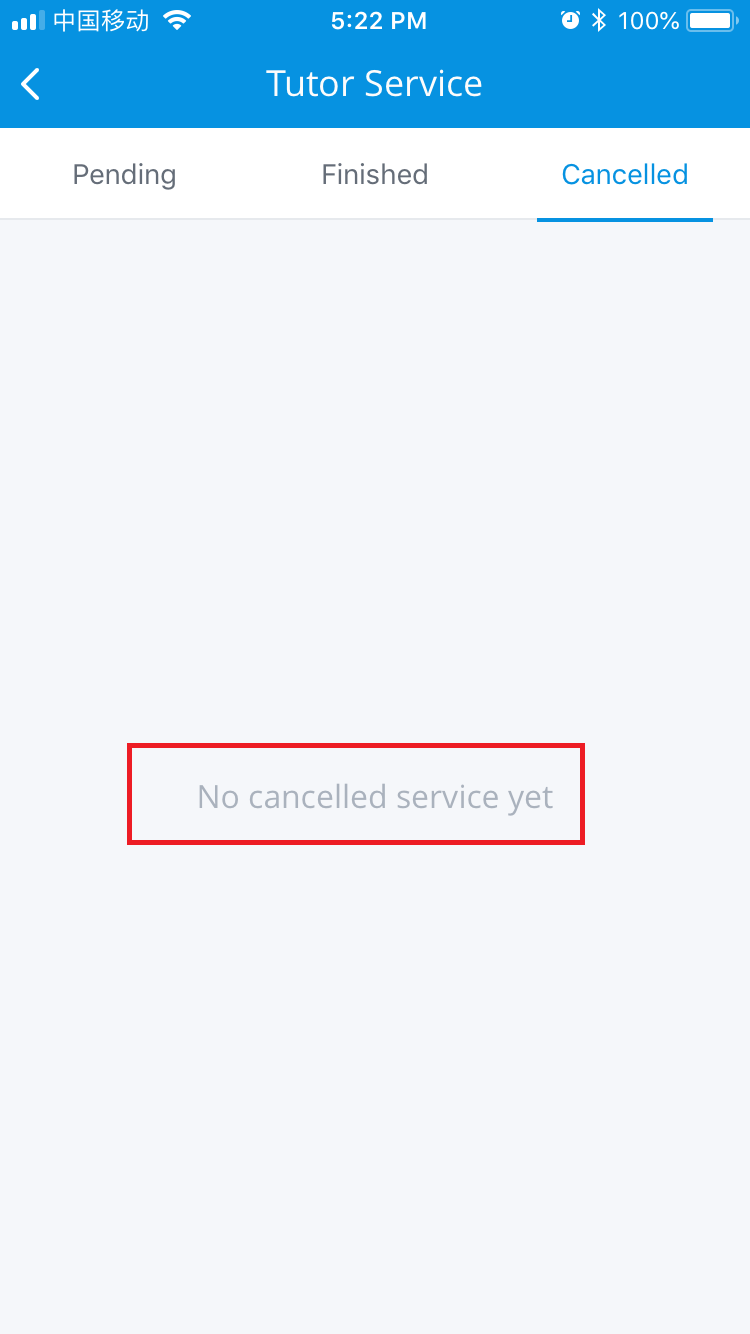 中国移动 5:22 PM 100%
Tutor Service
Pending Finished Cancelled
No cancelled service yet